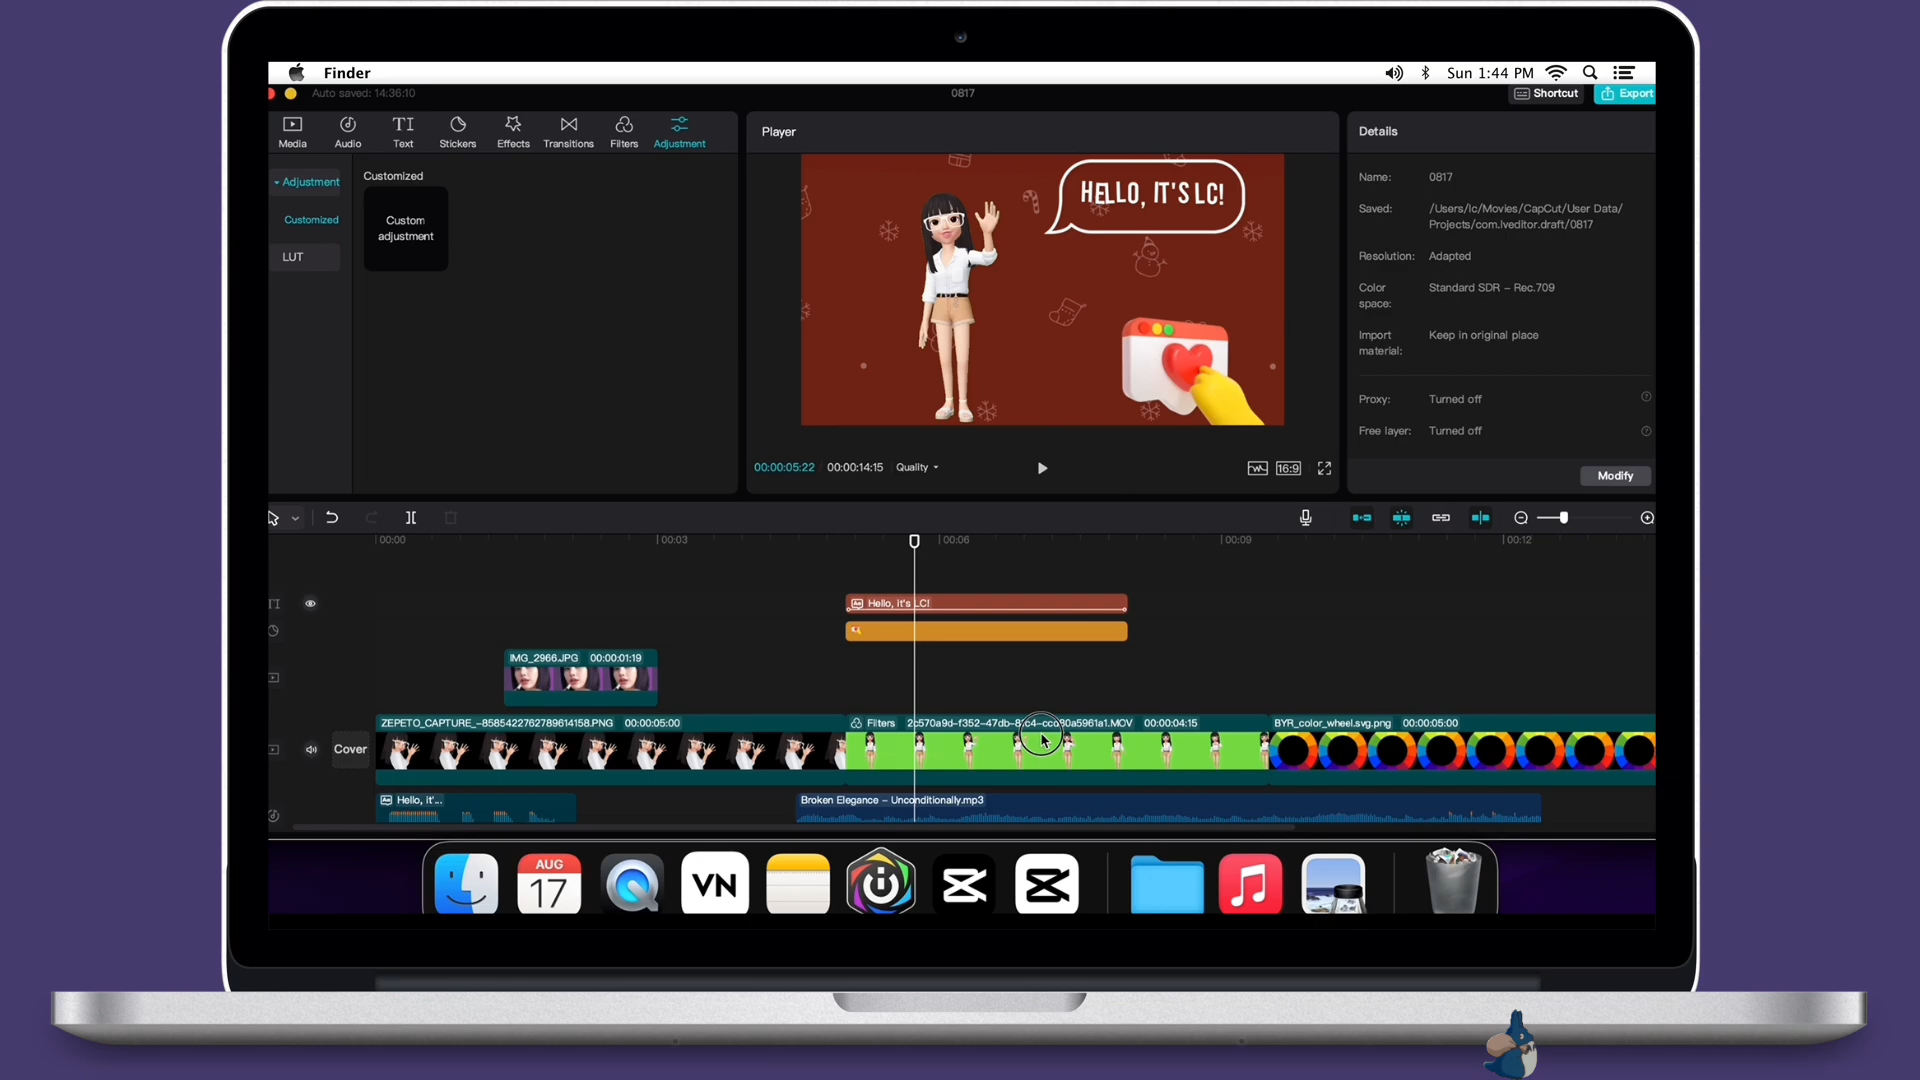 Finder
Sun 1:44 PM
Auto saved: 14:36:10
0817
Shortcut
Export
Media
Audio
TI
Text
Stickers
Effects
Transitions
Filters
Adjustment
Adjustment
Customized
LUT
Customized
Custom
adjustment
Player
HELLO, IT'S LC!
00:00:05:22
00:00:14:15
Quality
16:9
Details
Name:
0817
Saved:
/Users/lc/Movies/CapCut/User Data/
Projects/com.lveditor.draft/0817
Resolution:
Adapted
Color
space:
Standard SDR – Rec.709
Import
material:
Keep in original place
Proxy:
Turned off
Free layer:
Turned off
Modify
00:00
00:03
00:06
00:09
00:12
TI
Hello, it's LC!
IMG_2966.JPG 00:00:01:19
ZEPETO_CAPTURE_-8585422762789614158.PNG 00:00:05:00
Filters
00:00:04:15
BYR_color_wheel.svg.png 00:00:05:00
Cover
Hello, it'...
Broken Elegance – Unconditionally.mp3
AUG
17
VN